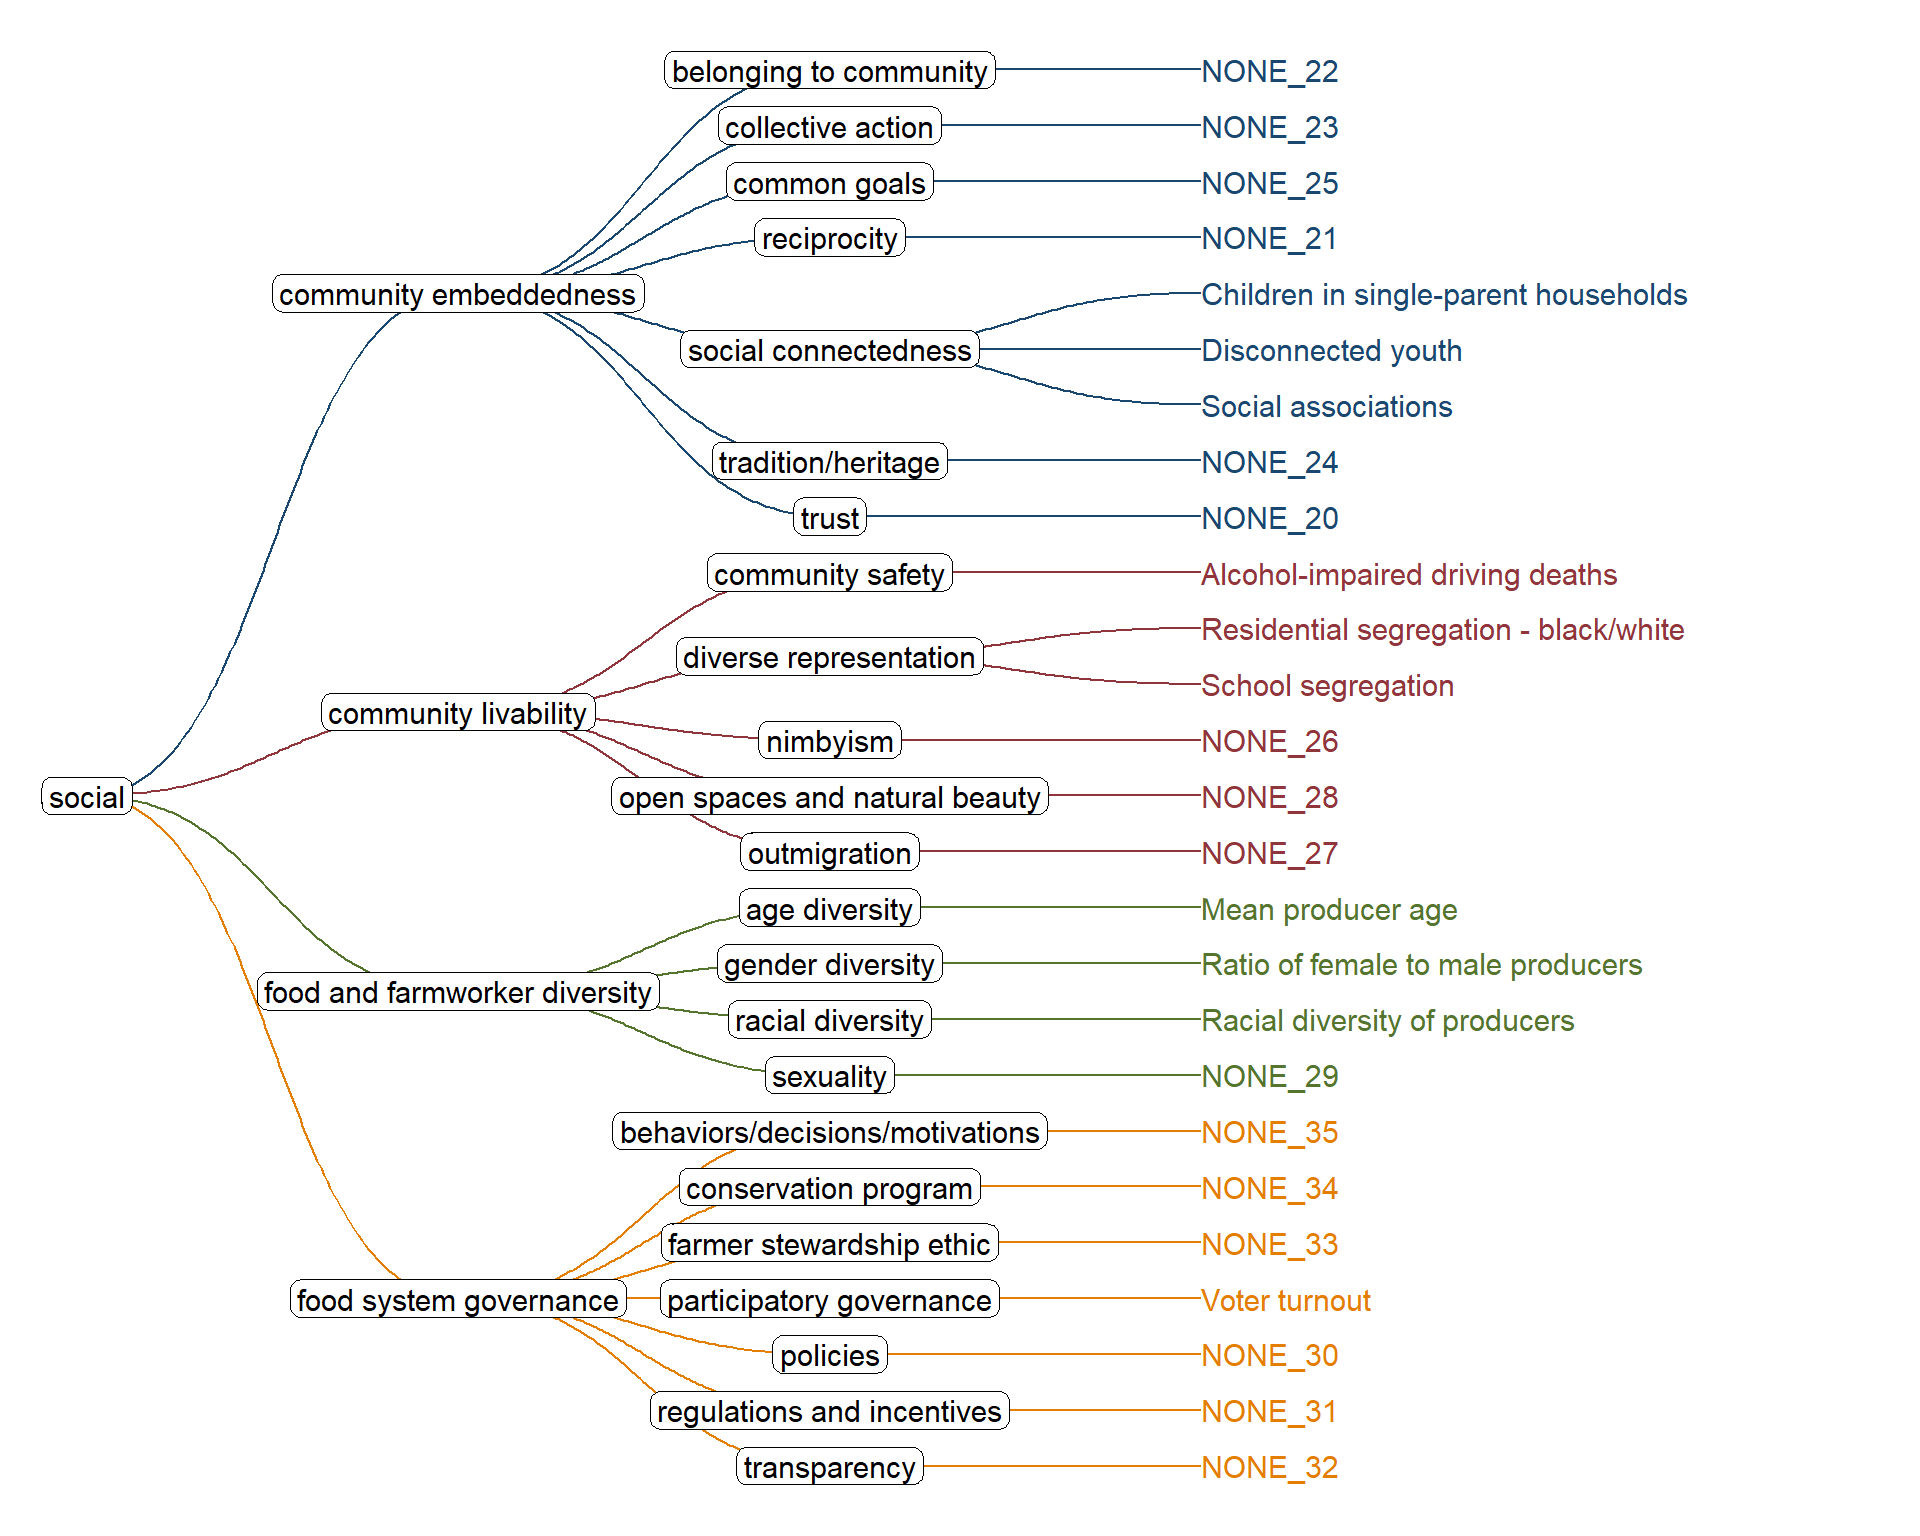 belonging to community
NONE_22
collective action
NONE_23
common goals
NONE_25
reciprocity
NONE_21
community embeddedness
Children in single-parent households
social connectedness
Disconnected youth
Social associations
tradition/heritage
NONE_24
trust
NONE_20
community safety
Alcohol-impaired driving deaths
diverse representation
Residential segregation - black/white
School segregation
community livability
nimbyism
NONE_26
social
open spaces and natural beauty
NONE_28
outmigration
NONE_27
age diversity
Mean producer age
gender diversity
Ratio of female to male producers
food and farmworker diversity
racial diversity
Racial diversity of producers
sexuality
NONE_29
behaviors/decisions/motivations
NONE_35
conservation program
NONE_34
farmer stewardship ethic
NONE_33
food system governance
participatory governance
Voter turnout
policies
NONE_30
regulations and incentives
NONE_31
transparency
NONE_32